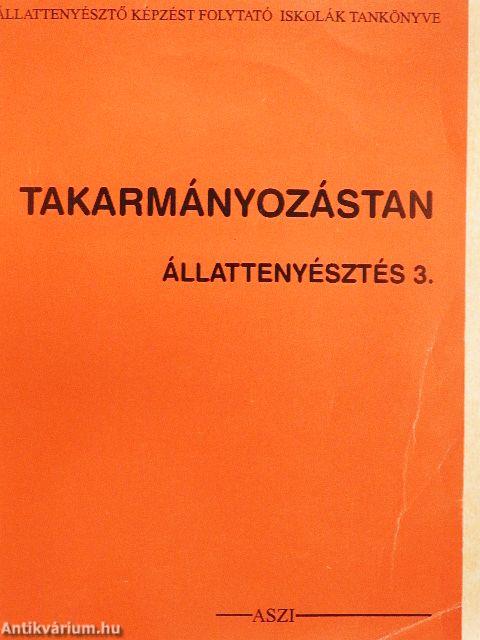 ÁLLATTENYÉSZTŐ KÉPZÉST FOLYTATÓ ISKOLÁK TANKÖNYVE
TAKARMÁNYOZÁSTAN
ÁLLATTENYÉSZTÉS 3.
ASZI
Antikvárium.hu